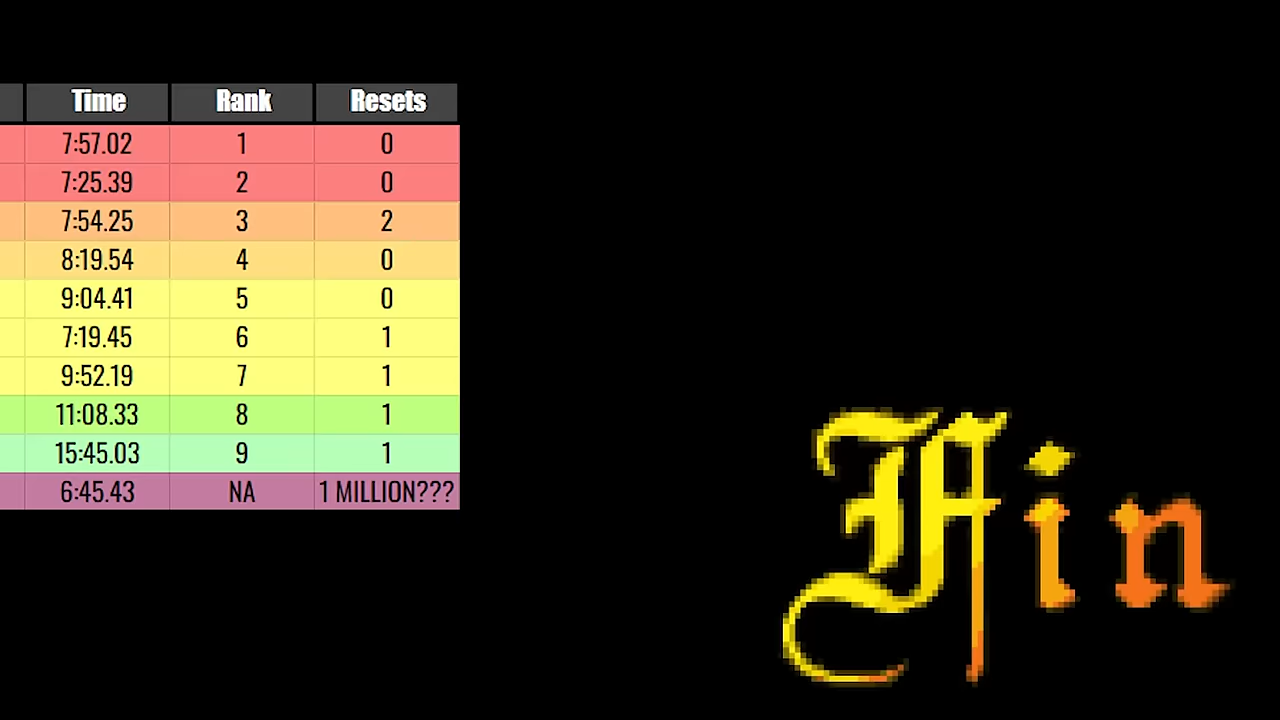 Time Rank Resets
7:57.02 1 0
7:25.39 2 0
7:54.25 3 2
8:19.54 4 0
9:04.41 5 0
7:19.45 6 1
9:52.19 7 1
11:08.33 8 1
15:45.03 9 1
6:45.43 NA 1 MILLION???
Fin